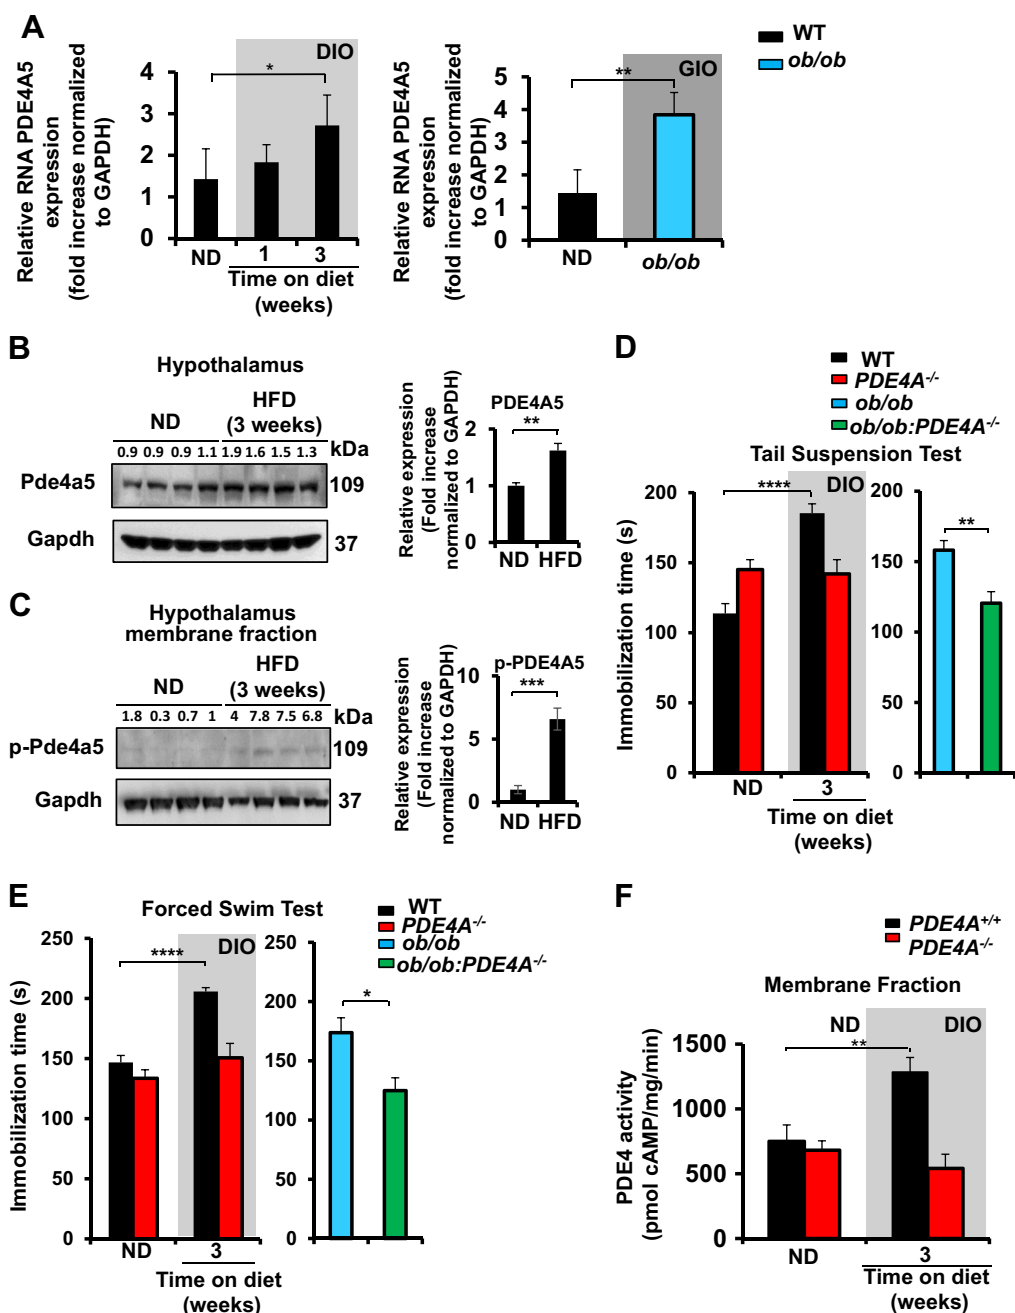 A
WT
ob/ob
DIO
*
Relative RNA PDE4A5
expression
(fold increase normalized
to GAPDH)
4
3
2
1
0
ND
1
3
Time on diet
(weeks)
GIO
**
Relative RNA PDE4A5
expression
(fold increase normalized
to GAPDH)
5
4
3
2
1
0
ND
ob/ob
B
Hypothalamus
ND
HFD
(3 weeks)
0.9 0.9 0.9 1.1 1.9 1.6 1.5 1.3 kDa
Pde4a5
109
Gapdh
37
PDE4A5
**
Relative expression
(Fold increase
normalized to GAPDH)
2
1
0
ND HFD
C
Hypothalamus
membrane fraction
ND
HFD
(3 weeks)
1.8 0.3 0.7 1 4 7.8 7.5 6.8 kDa
p-Pde4a5
109
Gapdh
37
p-PDE4A5
***
Relative expression
(Fold increase
normalized to GAPDH)
10
5
0
ND HFD
D
WT
PDE4A-/-
ob/ob
ob/ob:PDE4A-/-
Tail Suspension Test
DIO
****
Immobilization time (s)
200
150
100
50
0
ND
3
Time on diet
(weeks)
200
150
100
50
0
**
E
Forced Swim Test
WT
PDE4A-/-
ob/ob
ob/ob:PDE4A-/-
DIO
****
Immobilization time (s)
250
200
150
100
50
0
ND
3
Time on diet
(weeks)
250
200
150
100
50
0
*
F
PDE4A+/+
PDE4A-/-
Membrane Fraction
ND
DIO
**
PDE4 activity
(pmol cAMP/mg/min)
1500
1000
500
0
ND
3
Time on diet
(weeks)